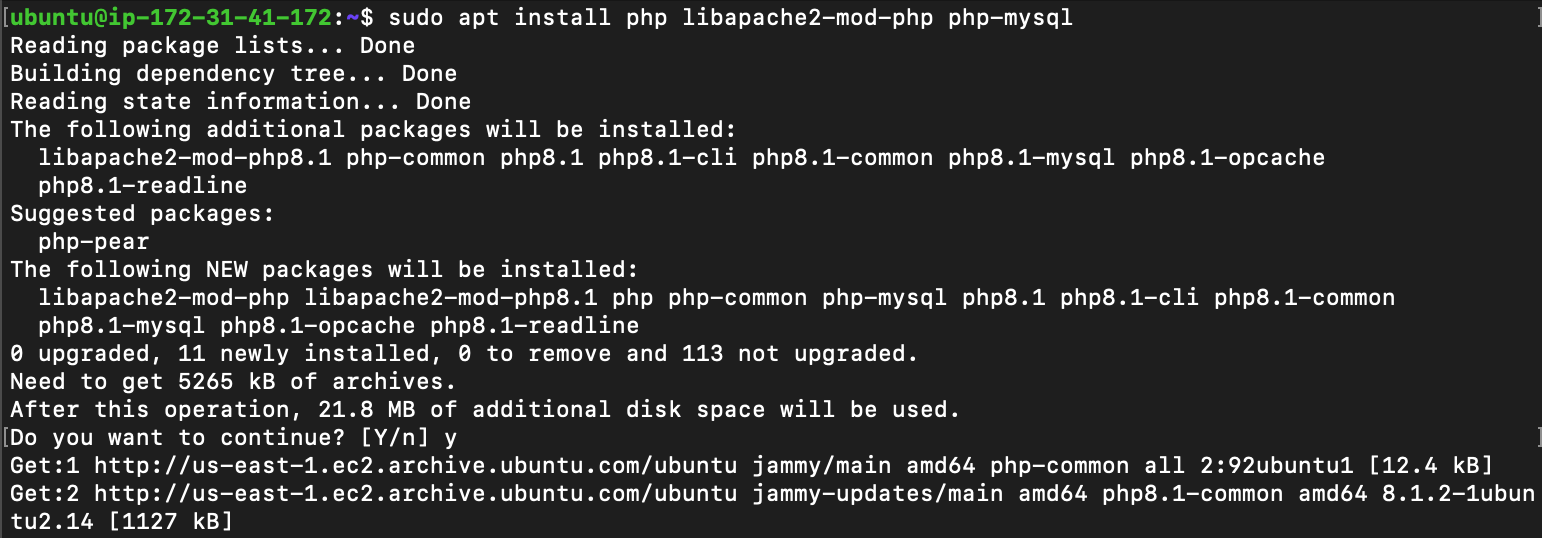 [ubuntu@ip-172-31-41-172:~$ sudo apt install php libapache2-mod-php php-mysql ]
Reading package lists... Done
Building dependency tree... Done
Reading state information... Done
The following additional packages will be installed:
  libapache2-mod-php8.1 php-common php8.1 php8.1-cli php8.1-common php8.1-mysql php8.1-opcache
  php8.1-readline
Suggested packages:
  php-pear
The following NEW packages will be installed:
  libapache2-mod-php libapache2-mod-php8.1 php php-common php-mysql php8.1 php8.1-cli php8.1-common
  php8.1-mysql php8.1-opcache php8.1-readline
0 upgraded, 11 newly installed, 0 to remove and 113 not upgraded.
Need to get 5265 kB of archives.
After this operation, 21.8 MB of additional disk space will be used.
[Do you want to continue? [Y/n] y ]
Get:1 http://us-east-1.ec2.archive.ubuntu.com/ubuntu jammy/main amd64 php-common all 2:92ubuntu1 [12.4 kB]
Get:2 http://us-east-1.ec2.archive.ubuntu.com/ubuntu jammy-updates/main amd64 php8.1-common amd64 8.1.2-1ubun
tu2.14 [1127 kB]